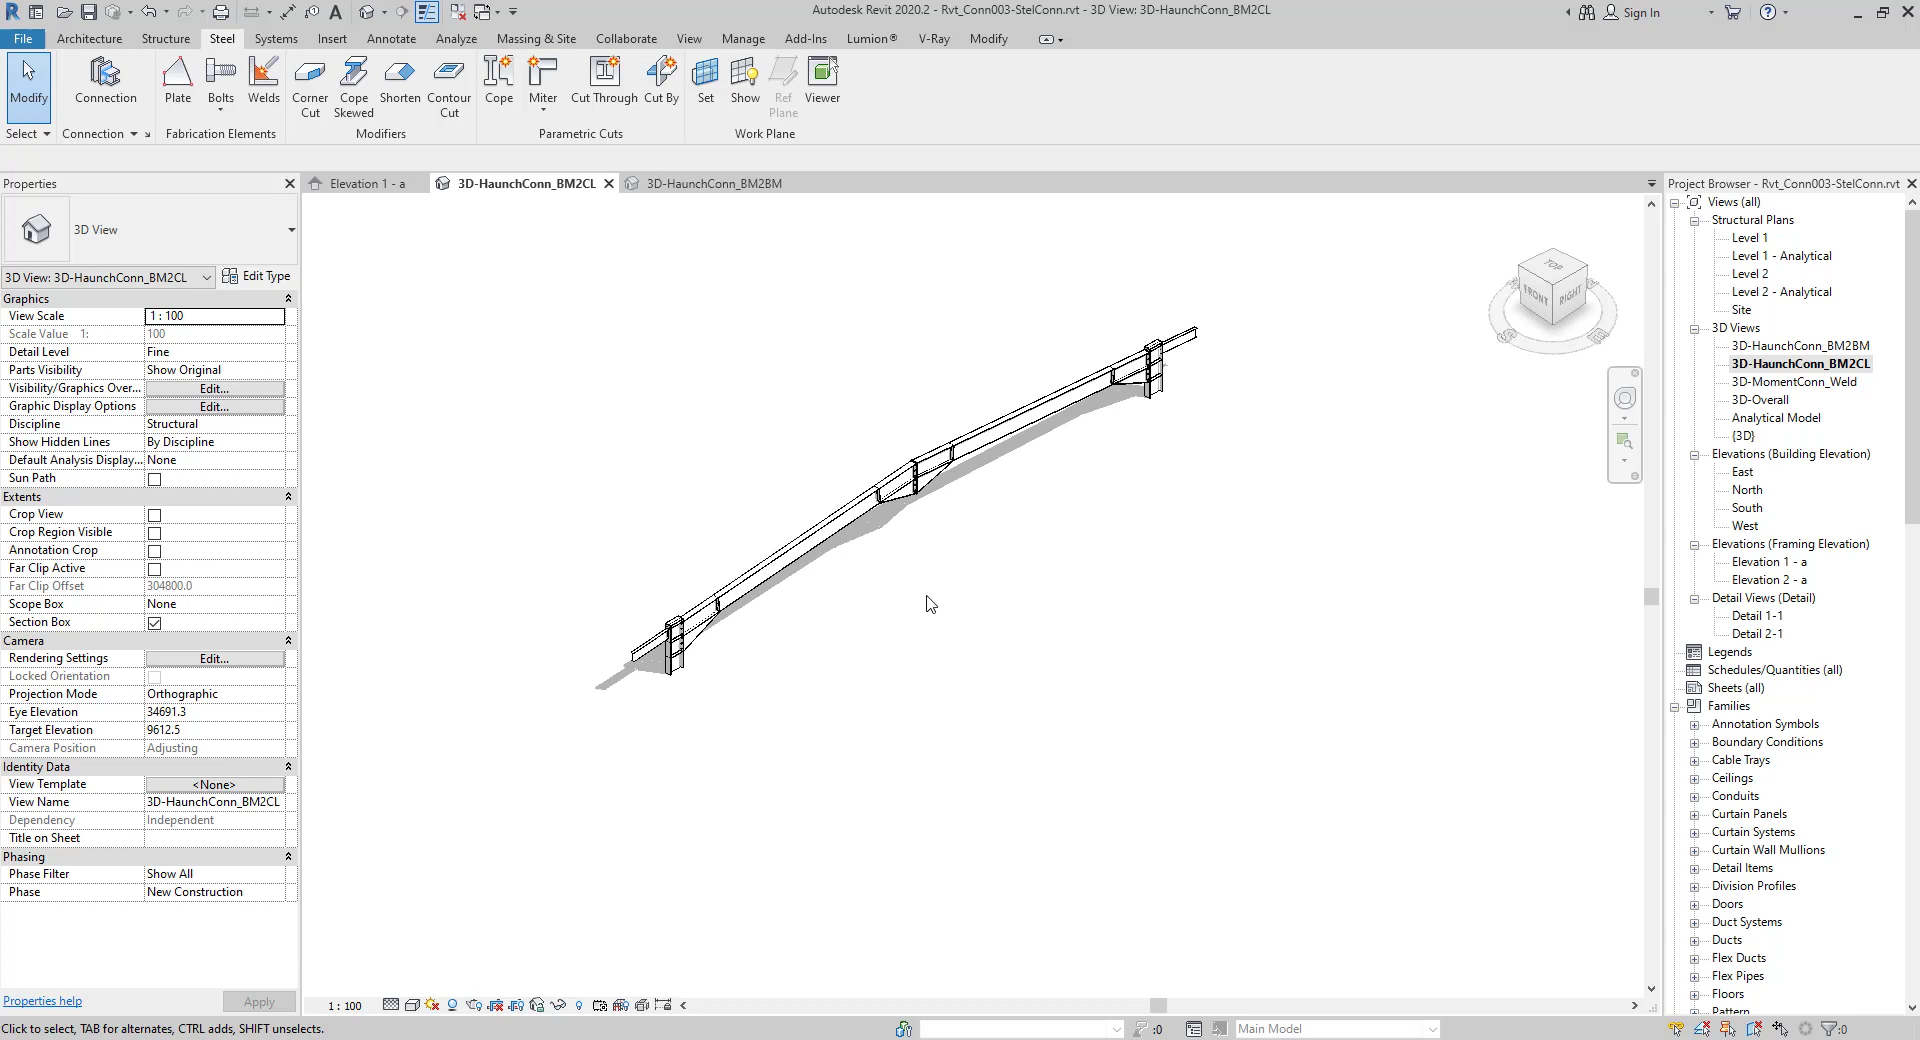 Autodesk Revit 2020.2 - Rvt_Conn003-StelConn.rvt - 3D View: 3D-HaunchConn_BM2CL
Sign In
File Architecture Structure Steel Systems Insert Annotate Analyze Massing & Site Collaborate View Manage Add-Ins Lumion® V-Ray Modify
Modify
Connection
Plate
Bolts
Welds
Corner Cut
Cope Skewed
Shorten
Contour Cut
Cope
Miter
Cut Through
Cut By
Set
Show
Ref Plane
Viewer
Select
Connection
Fabrication Elements
Modifiers
Parametric Cuts
Work Plane
Properties
3D View
3D View: 3D-HaunchConn_BM2CL
Edit Type
Graphics
View Scale 1 : 100
Scale Value 1: 100
Detail Level Fine
Parts Visibility Show Original
Visibility/Graphics Over... Edit...
Graphic Display Options Edit...
Discipline Structural
Show Hidden Lines By Discipline
Default Analysis Display... None
Sun Path
Extents
Crop View
Crop Region Visible
Annotation Crop
Far Clip Active
Far Clip Offset 304800.0
Scope Box None
Section Box
Camera
Rendering Settings Edit...
Locked Orientation
Projection Mode Orthographic
Eye Elevation 34691.3
Target Elevation 9612.5
Camera Position Adjusting
Identity Data
View Template <None>
View Name 3D-HaunchConn_BM2CL
Dependency Independent
Title on Sheet
Phasing
Phase Filter Show All
Phase New Construction
Properties help
Apply
Elevation 1 - a
3D-HaunchConn_BM2CL
3D-HaunchConn_BM2BM
TOP
FRONT
RIGHT
S
E
1 : 100
Project Browser - Rvt_Conn003-StelConn.rvt
Views (all)
Structural Plans
Level 1
Level 1 - Analytical
Level 2
Level 2 - Analytical
Site
3D Views
3D-HaunchConn_BM2BM
3D-HaunchConn_BM2CL
3D-MomentConn_Weld
3D-Overall
Analytical Model
{3D}
Elevations (Building Elevation)
East
North
South
West
Elevations (Framing Elevation)
Elevation 1 - a
Elevation 2 - a
Detail Views (Detail)
Detail 1-1
Detail 2-1
Legends
Schedules/Quantities (all)
Sheets (all)
Families
Annotation Symbols
Boundary Conditions
Cable Trays
Ceilings
Conduits
Curtain Panels
Curtain Systems
Curtain Wall Mullions
Detail Items
Division Profiles
Doors
Duct Systems
Ducts
Flex Ducts
Flex Pipes
Floors
Pattern
Click to select, TAB for alternates, CTRL adds, SHIFT unselects.
:0
Main Model
:0